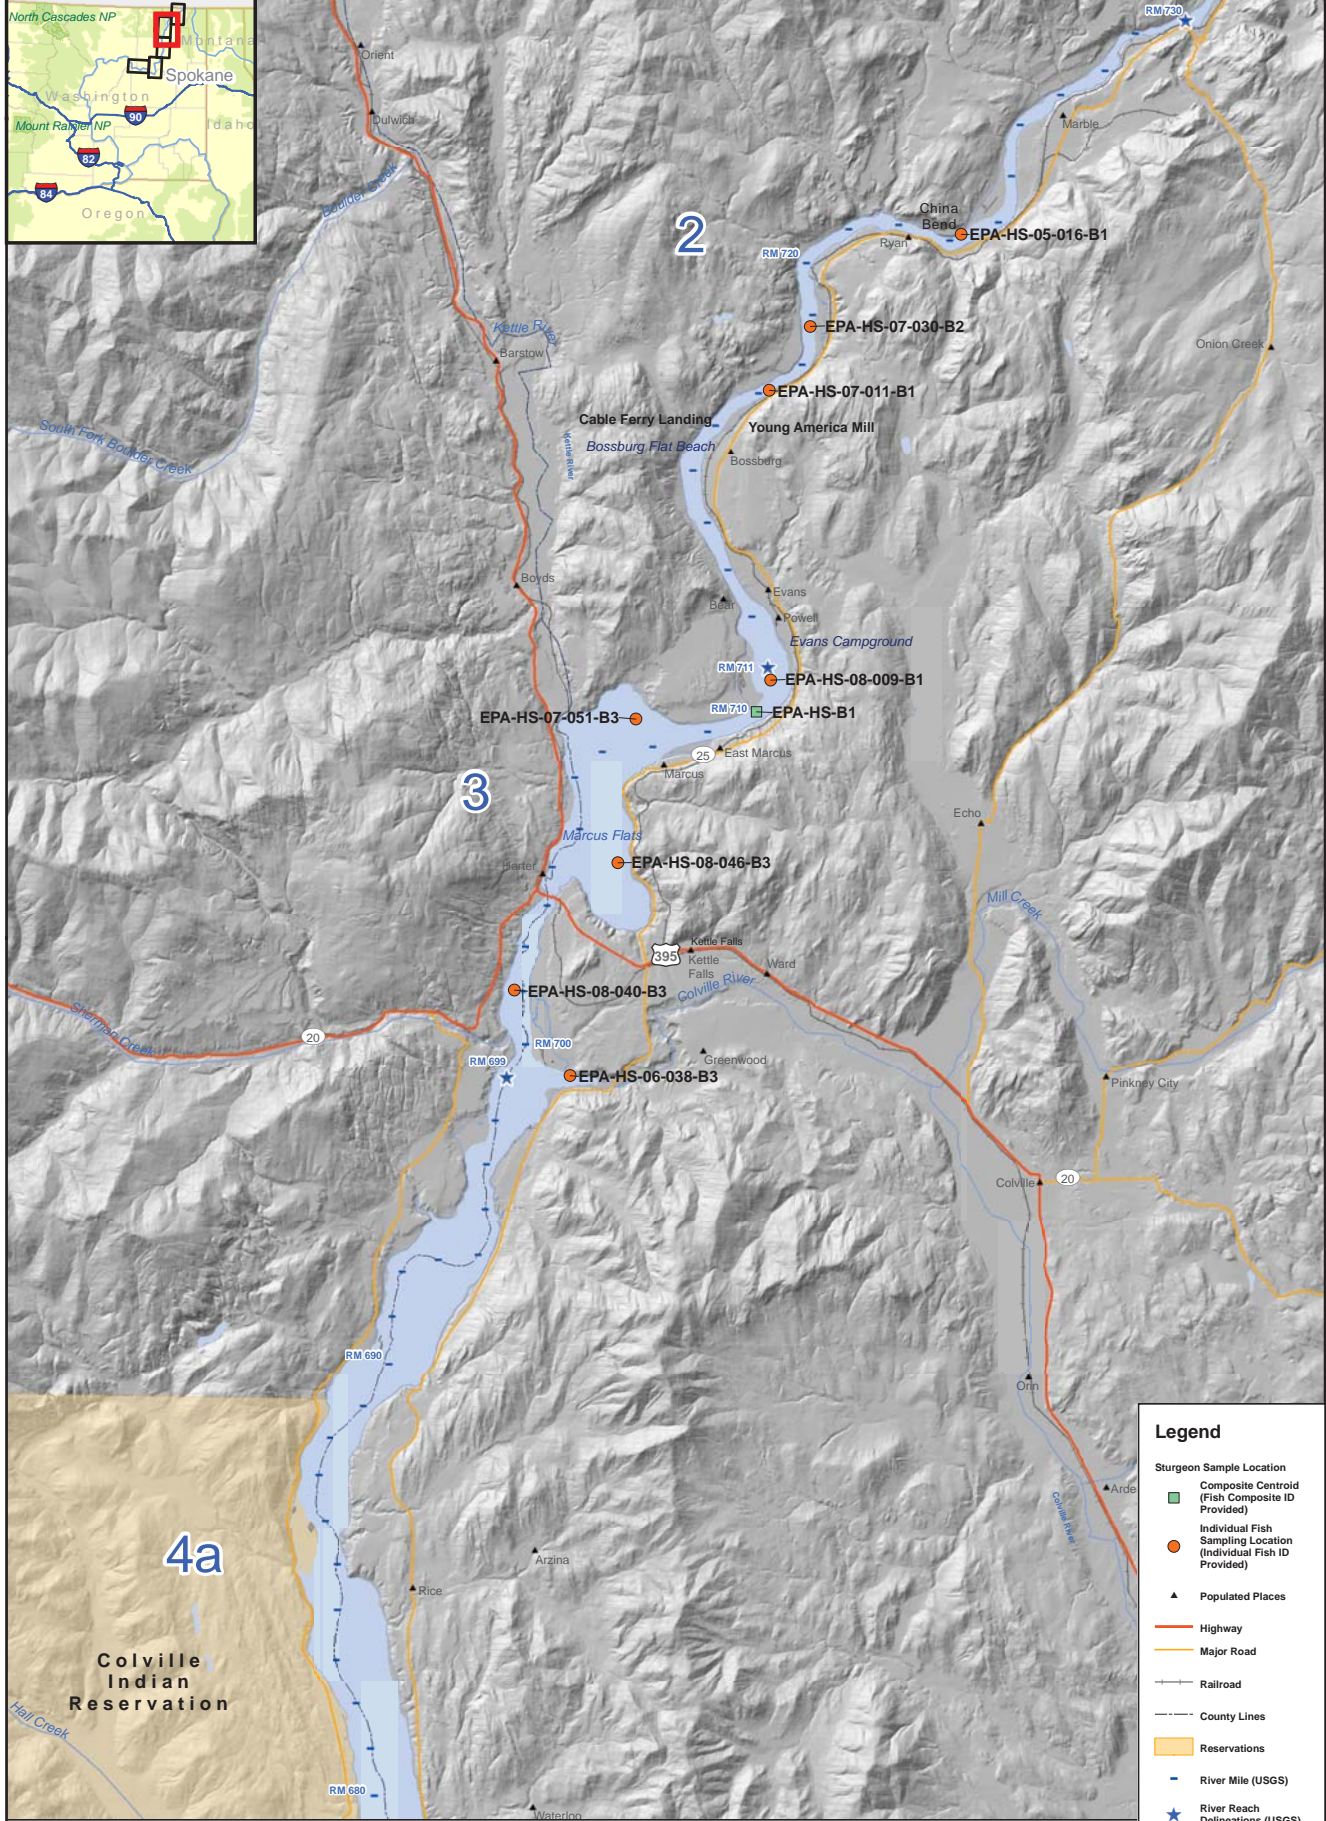 North Cascades NP
Montana
Spokane
Washington
90
Mount Rainier NP
Idaho
82
84
Oregon
RM 730
Orient
Dulwich
Marble
Boulder Creek
China
Bend
EPA-HS-05-016-B1
Ryan
2
RM 720
Kettle River
EPA-HS-07-030-B2
Barstow
Onion Creek
EPA-HS-07-011-B1
Cable Ferry Landing
Young America Mill
South Fork Boulder Creek
Bossburg Flat Beach
Kettle River
Bossburg
Boyds
Evans
Bear
Powell
Evans Campground
RM 711
EPA-HS-08-009-B1
RM 710
EPA-HS-B1
EPA-HS-07-051-B3
25
East Marcus
Marcus
3
Echo
Marcus Flats
EPA-HS-08-046-B3
Harter
Mill Creek
395
Kettle Falls
Kettle
Falls
Ward
Colville River
EPA-HS-08-040-B3
Sherman Creek
20
RM 700
RM 699
Greenwood
EPA-HS-06-038-B3
Pinkney City
Colville
20
RM 690
Orin
Arde
Colville River
4a
Arzina
Rice
Colville
Indian
Reservation
Hall Creek
RM 680
Waterloo
Legend
Sturgeon Sample Location
Composite Centroid
(Fish Composite ID
Provided)
Individual Fish
Sampling Location
(Individual Fish ID
Provided)
Populated Places
Highway
Major Road
Railroad
County Lines
Reservations
River Mile (USGS)
River Reach
Delineations (USGS)